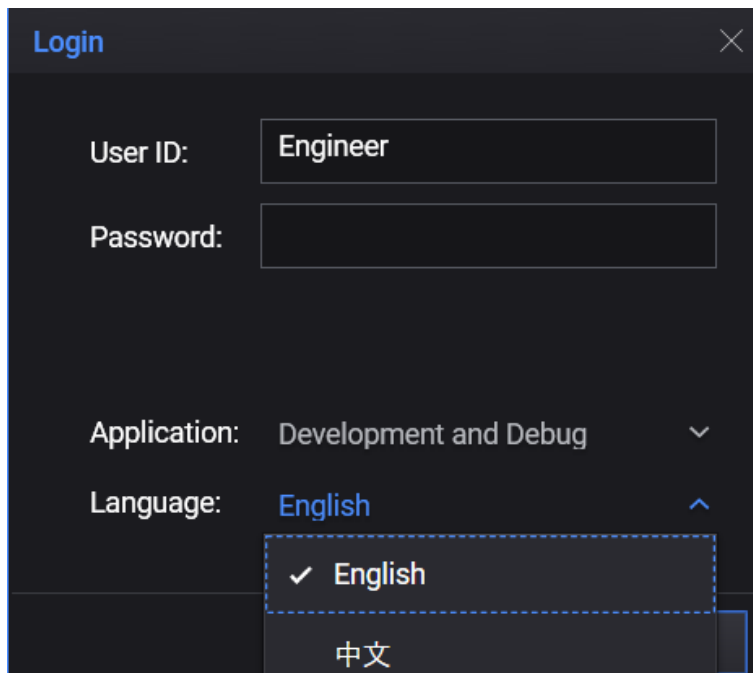 Login
User ID: Engineer
Password:
Application: Development and Debug
Language: English
English
中文